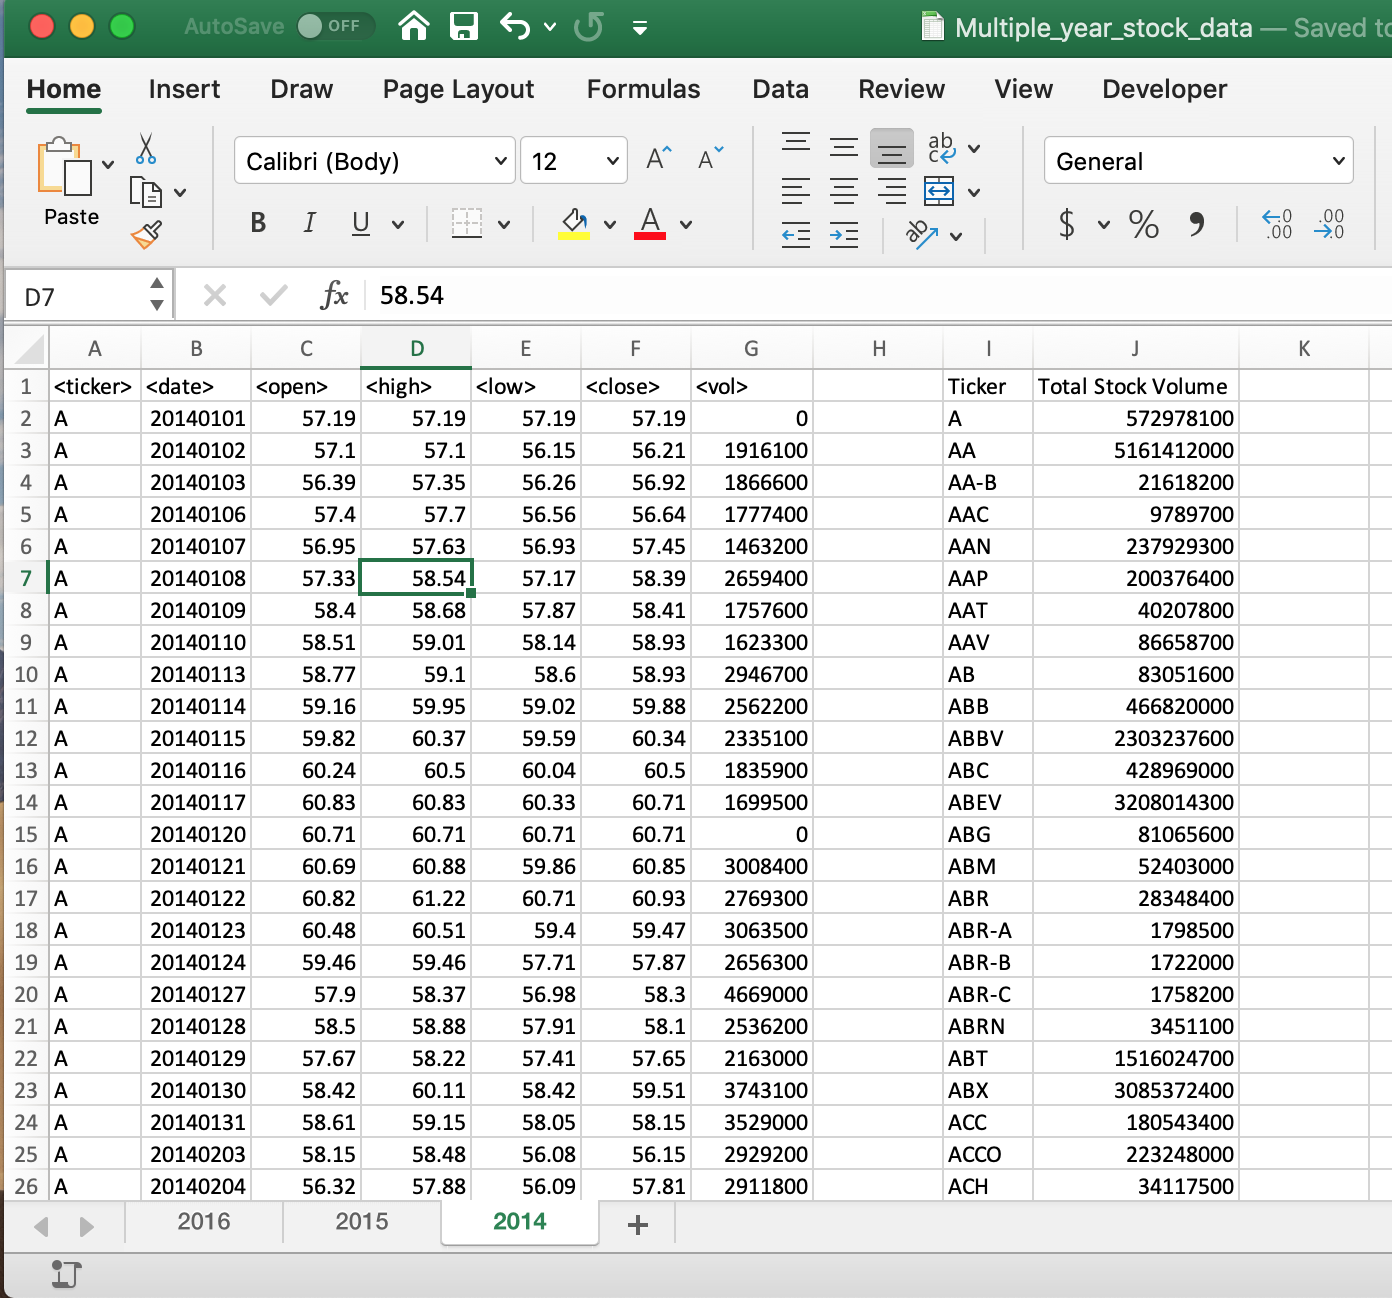 AutoSave OFF Multiple_year_stock_data — Saved to
Home Insert Draw Page Layout Formulas Data Review View Developer
Paste Calibri (Body) 12 A A ab c General
B I U A ab $ % , 0 .00 .00 0
D7 fx 58.54
A B C D E F G H I J K
1 <ticker> <date> <open> <high> <low> <close> <vol> Ticker Total Stock Volume
2 A 20140101 57.19 57.19 57.19 57.19 0 A 572978100
3 A 20140102 57.1 57.1 56.15 56.21 1916100 AA 5161412000
4 A 20140103 56.39 57.35 56.26 56.92 1866600 AA-B 21618200
5 A 20140106 57.4 57.7 56.56 56.64 1777400 AAC 9789700
6 A 20140107 56.95 57.63 56.93 57.45 1463200 AAN 237929300
7 A 20140108 57.33 58.54 57.17 58.39 2659400 AAP 200376400
8 A 20140109 58.4 58.68 57.87 58.41 1757600 AAT 40207800
9 A 20140110 58.51 59.01 58.14 58.93 1623300 AAV 86658700
10 A 20140113 58.77 59.1 58.6 58.93 2946700 AB 83051600
11 A 20140114 59.16 59.95 59.02 59.88 2562200 ABB 466820000
12 A 20140115 59.82 60.37 59.59 60.34 2335100 ABBV 2303237600
13 A 20140116 60.24 60.5 60.04 60.5 1835900 ABC 428969000
14 A 20140117 60.83 60.83 60.33 60.71 1699500 ABEV 3208014300
15 A 20140120 60.71 60.71 60.71 60.71 0 ABG 81065600
16 A 20140121 60.69 60.88 59.86 60.85 3008400 ABM 52403000
17 A 20140122 60.82 61.22 60.71 60.93 2769300 ABR 28348400
18 A 20140123 60.48 60.51 59.4 59.47 3063500 ABR-A 1798500
19 A 20140124 59.46 59.46 57.71 57.87 2656300 ABR-B 1722000
20 A 20140127 57.9 58.37 56.98 58.3 4669000 ABR-C 1758200
21 A 20140128 58.5 58.88 57.91 58.1 2536200 ABRN 3451100
22 A 20140129 57.67 58.22 57.41 57.65 2163000 ABT 1516024700
23 A 20140130 58.42 60.11 58.42 59.51 3743100 ABX 3085372400
24 A 20140131 58.61 59.15 58.05 58.15 3529000 ACC 180543400
25 A 20140203 58.15 58.48 56.08 56.15 2929200 ACCO 223248000
26 A 20140204 56.32 57.88 56.09 57.81 2911800 ACH 34117500
2016 2015 2014 +